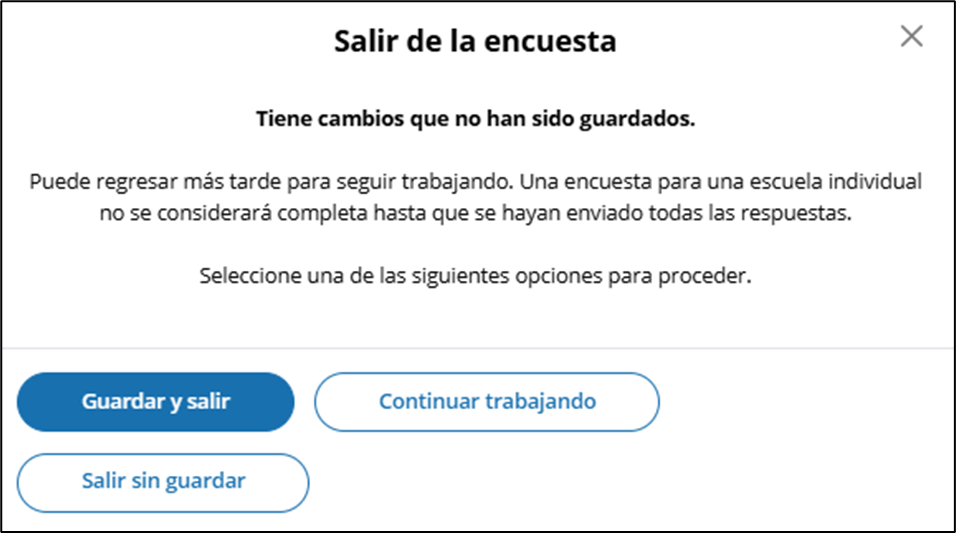 Salir de la encuesta
Tiene cambios que no han sido guardados.
Puede regresar más tarde para seguir trabajando. Una encuesta para una escuela individual
no se considerará completa hasta que se hayan enviado todas las respuestas.
Seleccione una de las siguientes opciones para proceder.
Guardar y salir
Continuar trabajando
Salir sin guardar